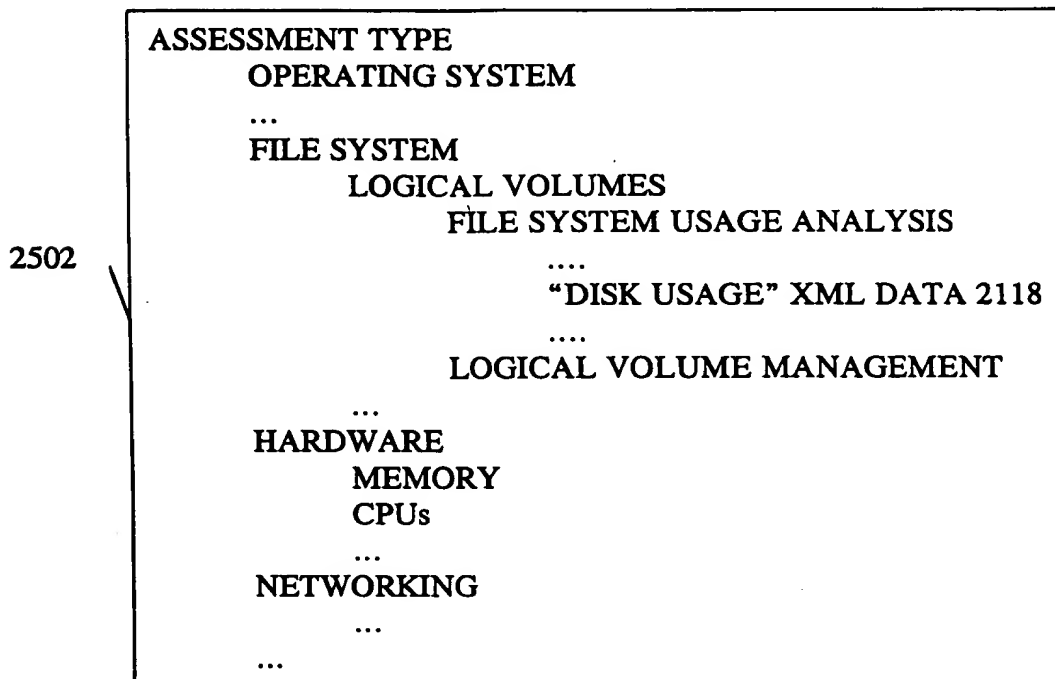 ASSESSMENT TYPE
OPERATING SYSTEM
...
FILE SYSTEM
LOGICAL VOLUMES
FILE SYSTEM USAGE ANALYSIS
2502
....
"DISK USAGE" XML DATA 2118
....
LOGICAL VOLUME MANAGEMENT
...
HARDWARE
MEMORY
CPUs
...
NETWORKING
...
...